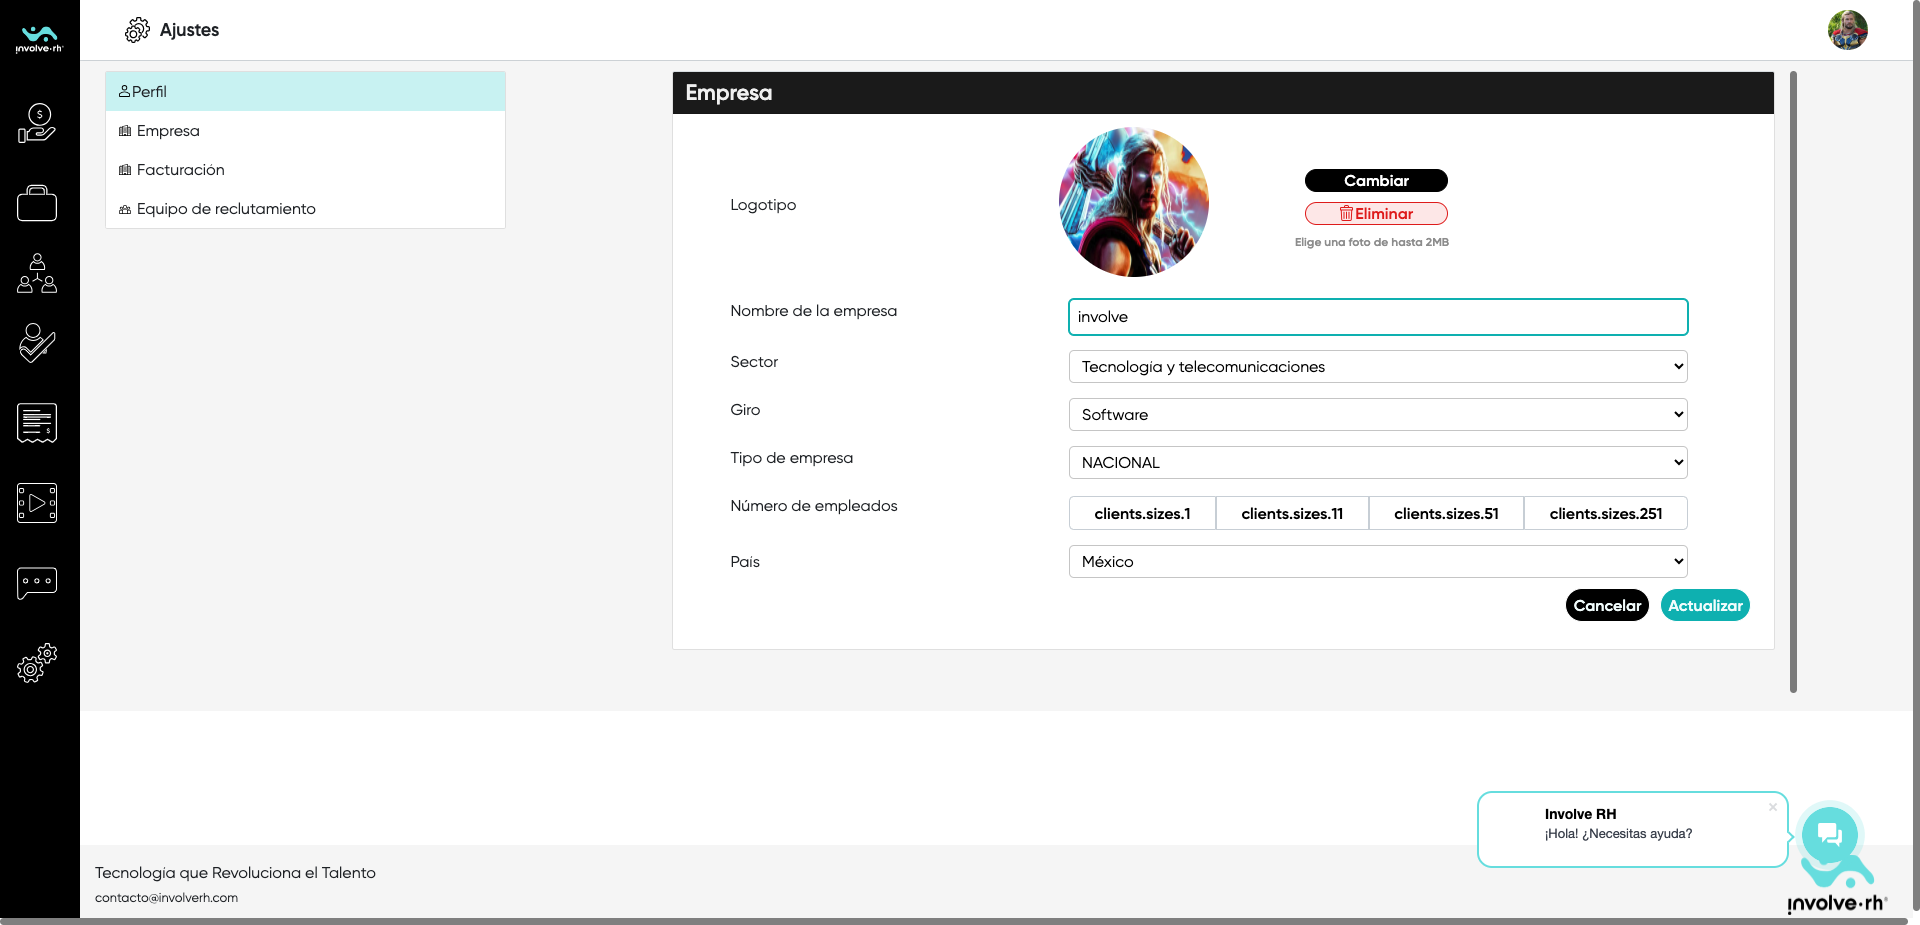 involve·rh
Ajustes
Perfil
Empresa
Facturación
Equipo de reclutamiento
Empresa
Logotipo
Cambiar
Eliminar
Elige una foto de hasta 2MB
Nombre de la empresa
involve
Sector
Tecnología y telecomunicaciones
Giro
Software
Tipo de empresa
NACIONAL
Número de empleados
clients.sizes.1
clients.sizes.11
clients.sizes.51
clients.sizes.251
País
México
Cancelar
Actualizar
Involve RH
¡Hola! ¿Necesitas ayuda?
Tecnología que Revoluciona el Talento
contacto@involverh.com
involve·rh